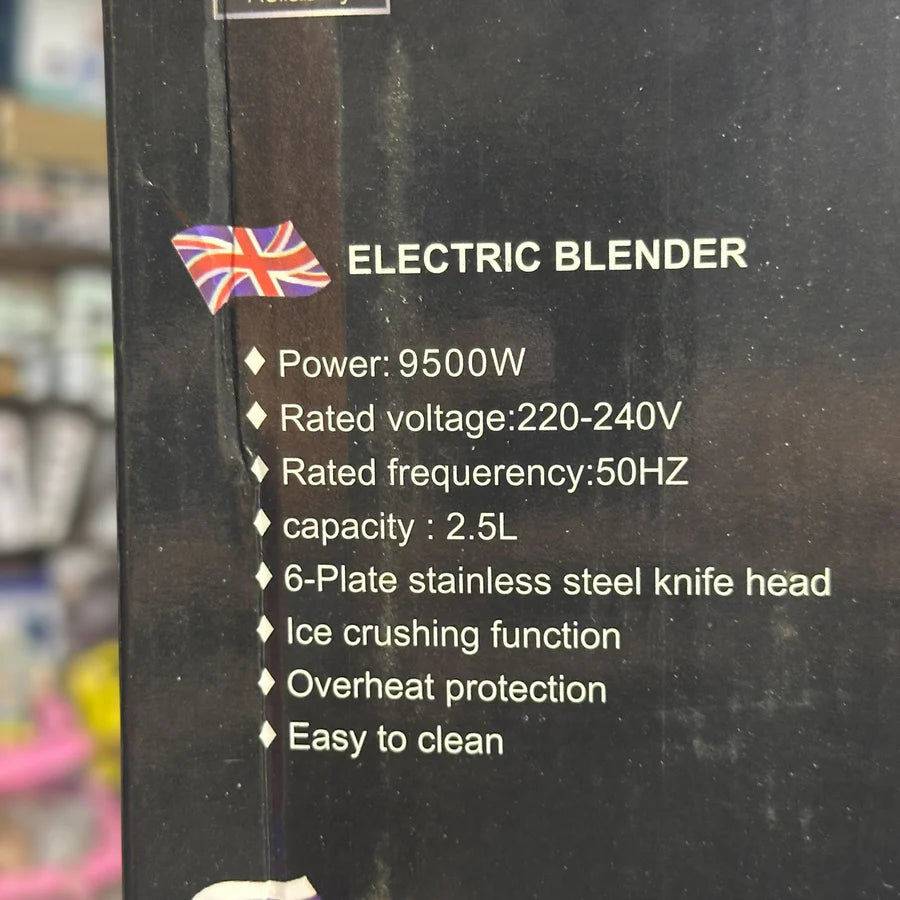 ELECTRIC BLENDER
Power: 9500W
Rated voltage:220-240V
Rated frequerency:50HZ
capacity : 2.5L
6-Plate stainless steel knife head
Ice crushing function
Overheat protection
Easy to clean